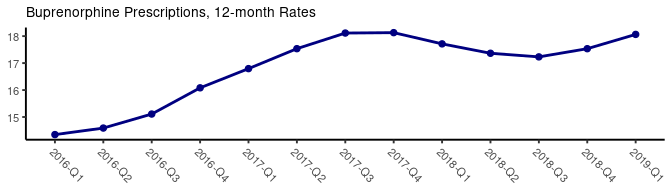 Buprenorphine Prescriptions, 12-month Rates
18
17
16
15
2016-Q1
2016-Q2
2016-Q3
2016-Q4
2017-Q1
2017-Q2
2017-Q3
2017-Q4
2018-Q1
2018-Q2
2018-Q3
2018-Q4
2019-Q1